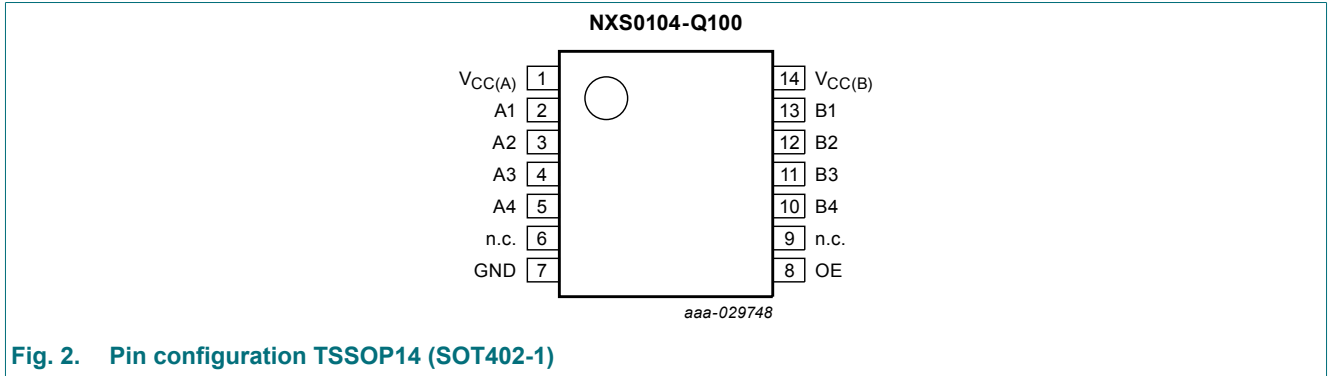 NXS0104-Q100
VCC(A) 1 14 VCC(B)
A1 2 13 B1
A2 3 12 B2
A3 4 11 B3
A4 5 10 B4
n.c. 6 9 n.c.
GND 7 8 OE
aaa-029748
Fig. 2. Pin configuration TSSOP14 (SOT402-1)